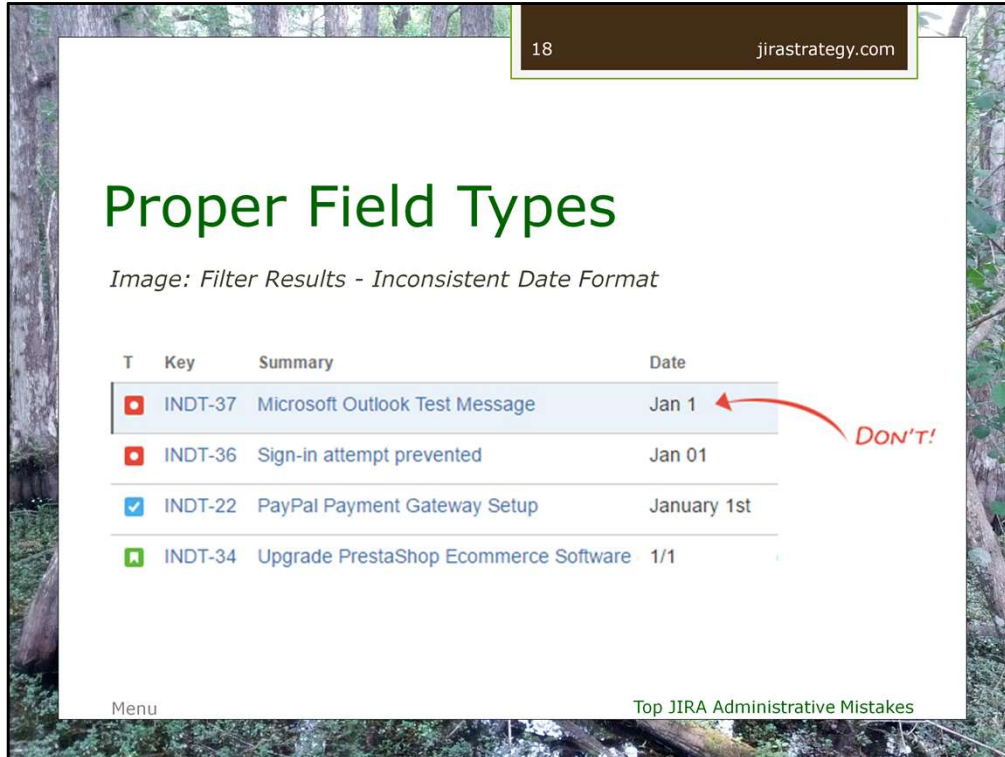 18 jirastrategy.com
Proper Field Types
Image: Filter Results - Inconsistent Date Format
T Key Summary Date
INDT-37 Microsoft Outlook Test Message Jan 1
DON'T!
INDT-36 Sign-in attempt prevented Jan 01
INDT-22 PayPal Payment Gateway Setup January 1st
INDT-34 Upgrade PrestaShop Ecommerce Software 1/1
Menu Top JIRA Administrative Mistakes